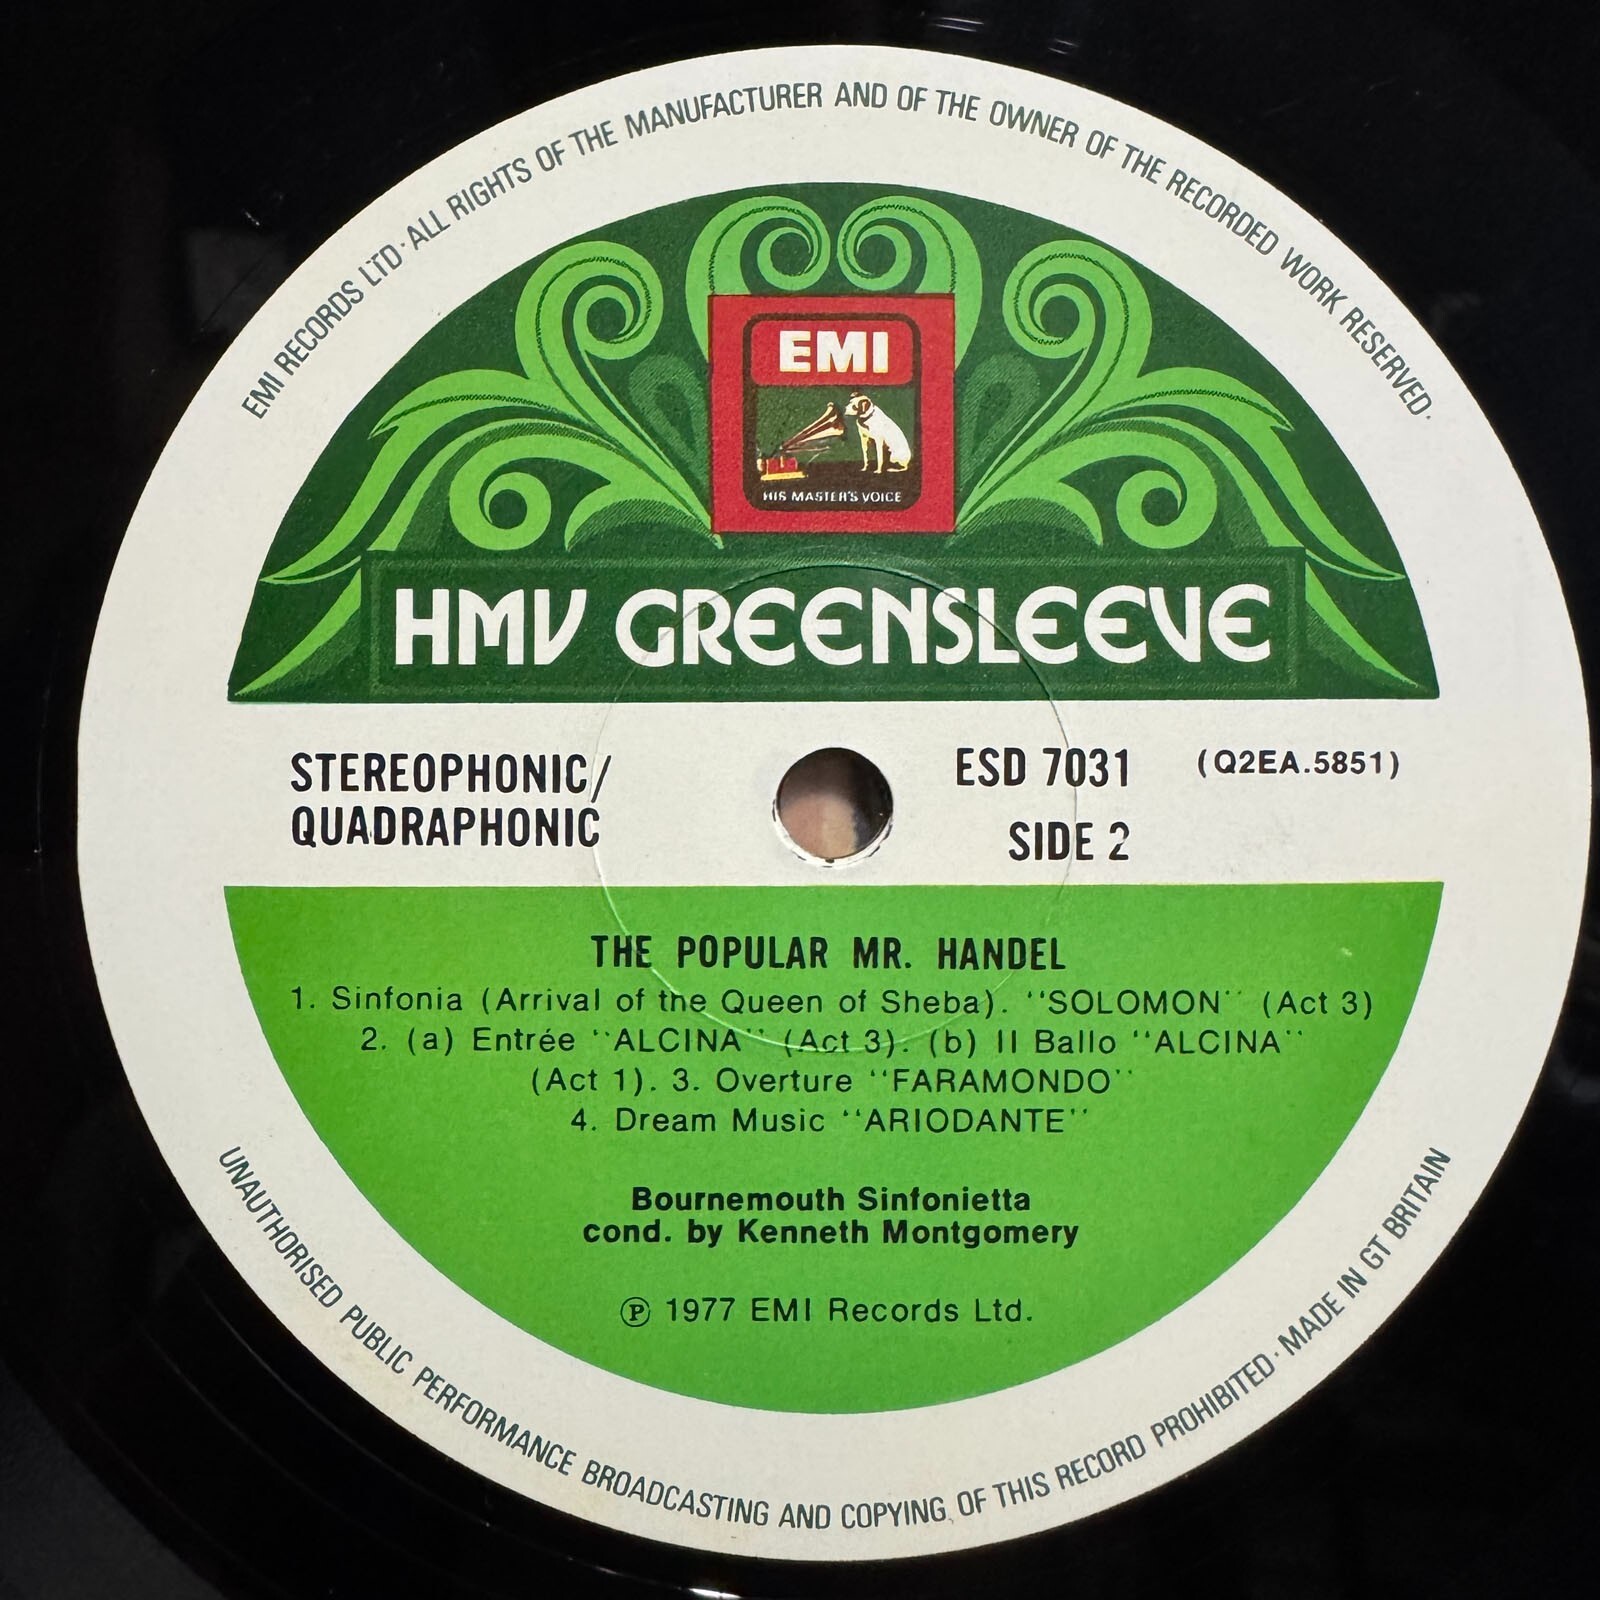 EMI RECORDS LTD · ALL RIGHTS OF THE MANUFACTURER AND OF THE OWNER OF THE RECORDED WORK RESERVED ·
EMI
HIS MASTER'S VOICE
HMV GREENSLEEVE
STEREOPHONIC/
QUADRAPHONIC
ESD 7031 (Q2EA.5851)
SIDE 2
THE POPULAR MR. HANDEL
1. Sinfonia (Arrival of the Queen of Sheba). "SOLOMON" (Act 3)
2. (a) Entrée "ALCINA" (Act 3). (b) Il Ballo "ALCINA"
(Act 1). 3. Overture "FARAMONDO"
4. Dream Music "ARIODANTE"
Bournemouth Sinfonietta
cond. by Kenneth Montgomery
℗ 1977 EMI Records Ltd.
UNAUTHORISED PUBLIC PERFORMANCE BROADCASTING AND COPYING OF THIS RECORD PROHIBITED · MADE IN GT BRITAIN